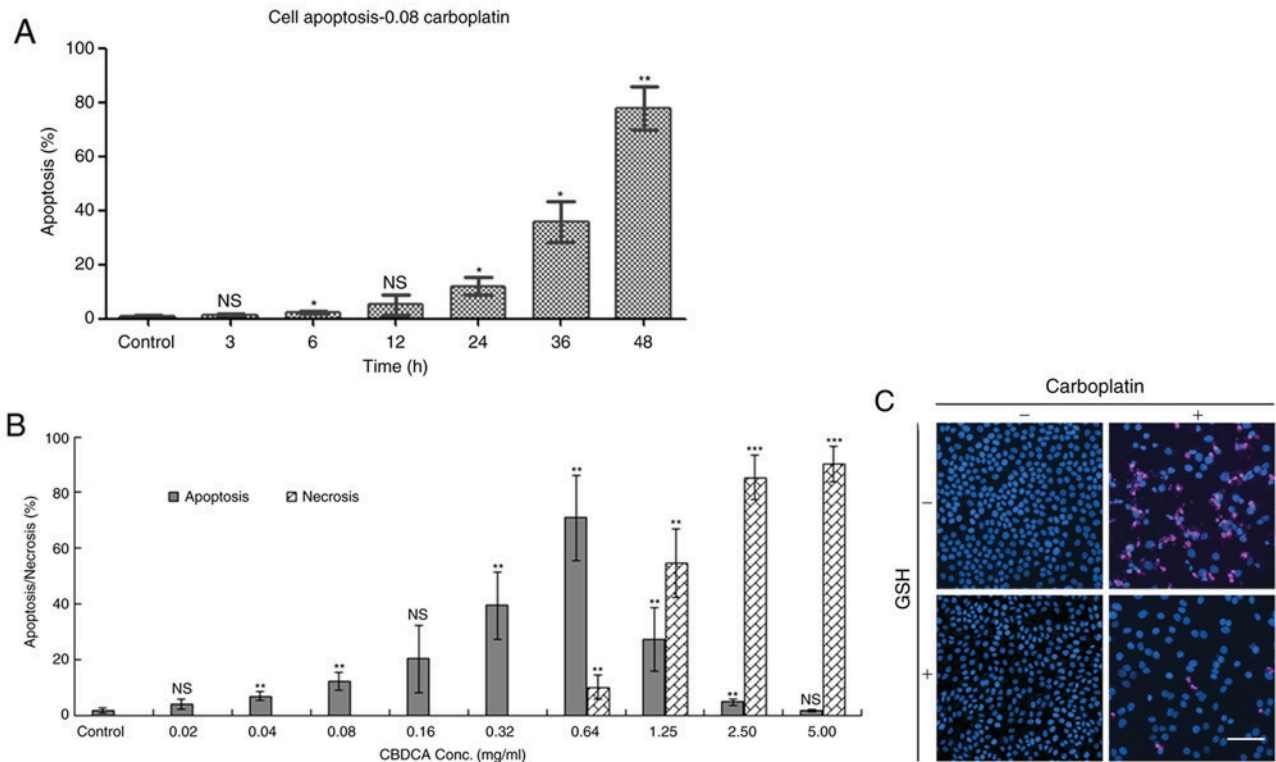 A
Cell apoptosis-0.08 carboplatin
100
80
60
40
20
0
Apoptosis (%)
NS
*
NS
*
*
**
Control 3 6 12 24 36 48
Time (h)
B
100
80
60
40
20
0
Apoptosis/Necrosis (%)
Apoptosis Necrosis
NS
**
**
NS
**
**
**
**
**
**
***
NS
***
Control 0.02 0.04 0.08 0.16 0.32 0.64 1.25 2.50 5.00
CBDCA Conc. (mg/ml)
C
Carboplatin
− +
GSH
−
+